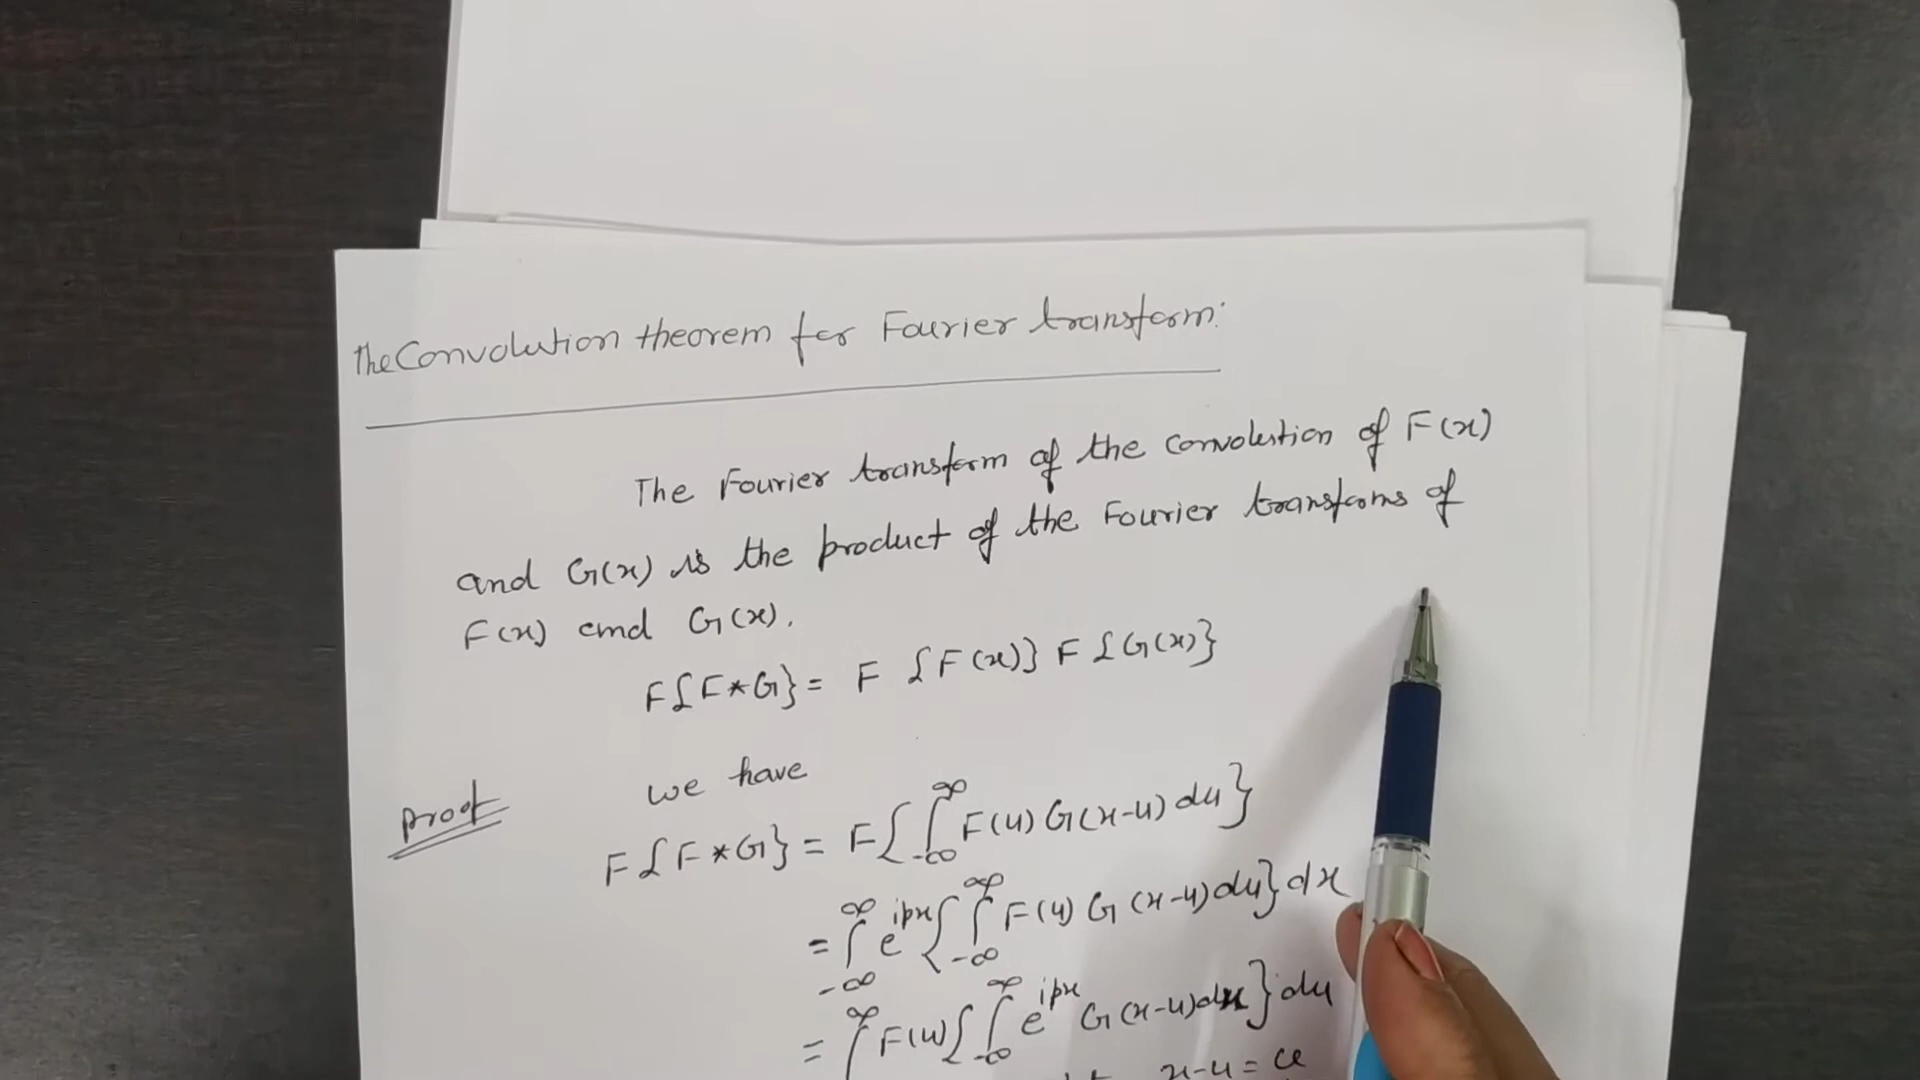 The Convolution theorem for Fourier transform:
The Fourier transform of the convolution of F(x)
and G(x) is the product of the Fourier transforms of
F(x) and G(x).
F{F*G} = F {F(x)} F{G(x)}
Proof
we have
F{F*G} = F{∫_{-∞}^{∞} F(u) G(x-u) du}
= ∫_{-∞}^{∞} e^{ipx} {∫_{-∞}^{∞} F(u) G(x-u) du} dx
= ∫^{∞} F(u) {∫_{-∞}^{∞} e^{ipx} G(x-u) dx} du
x-u =